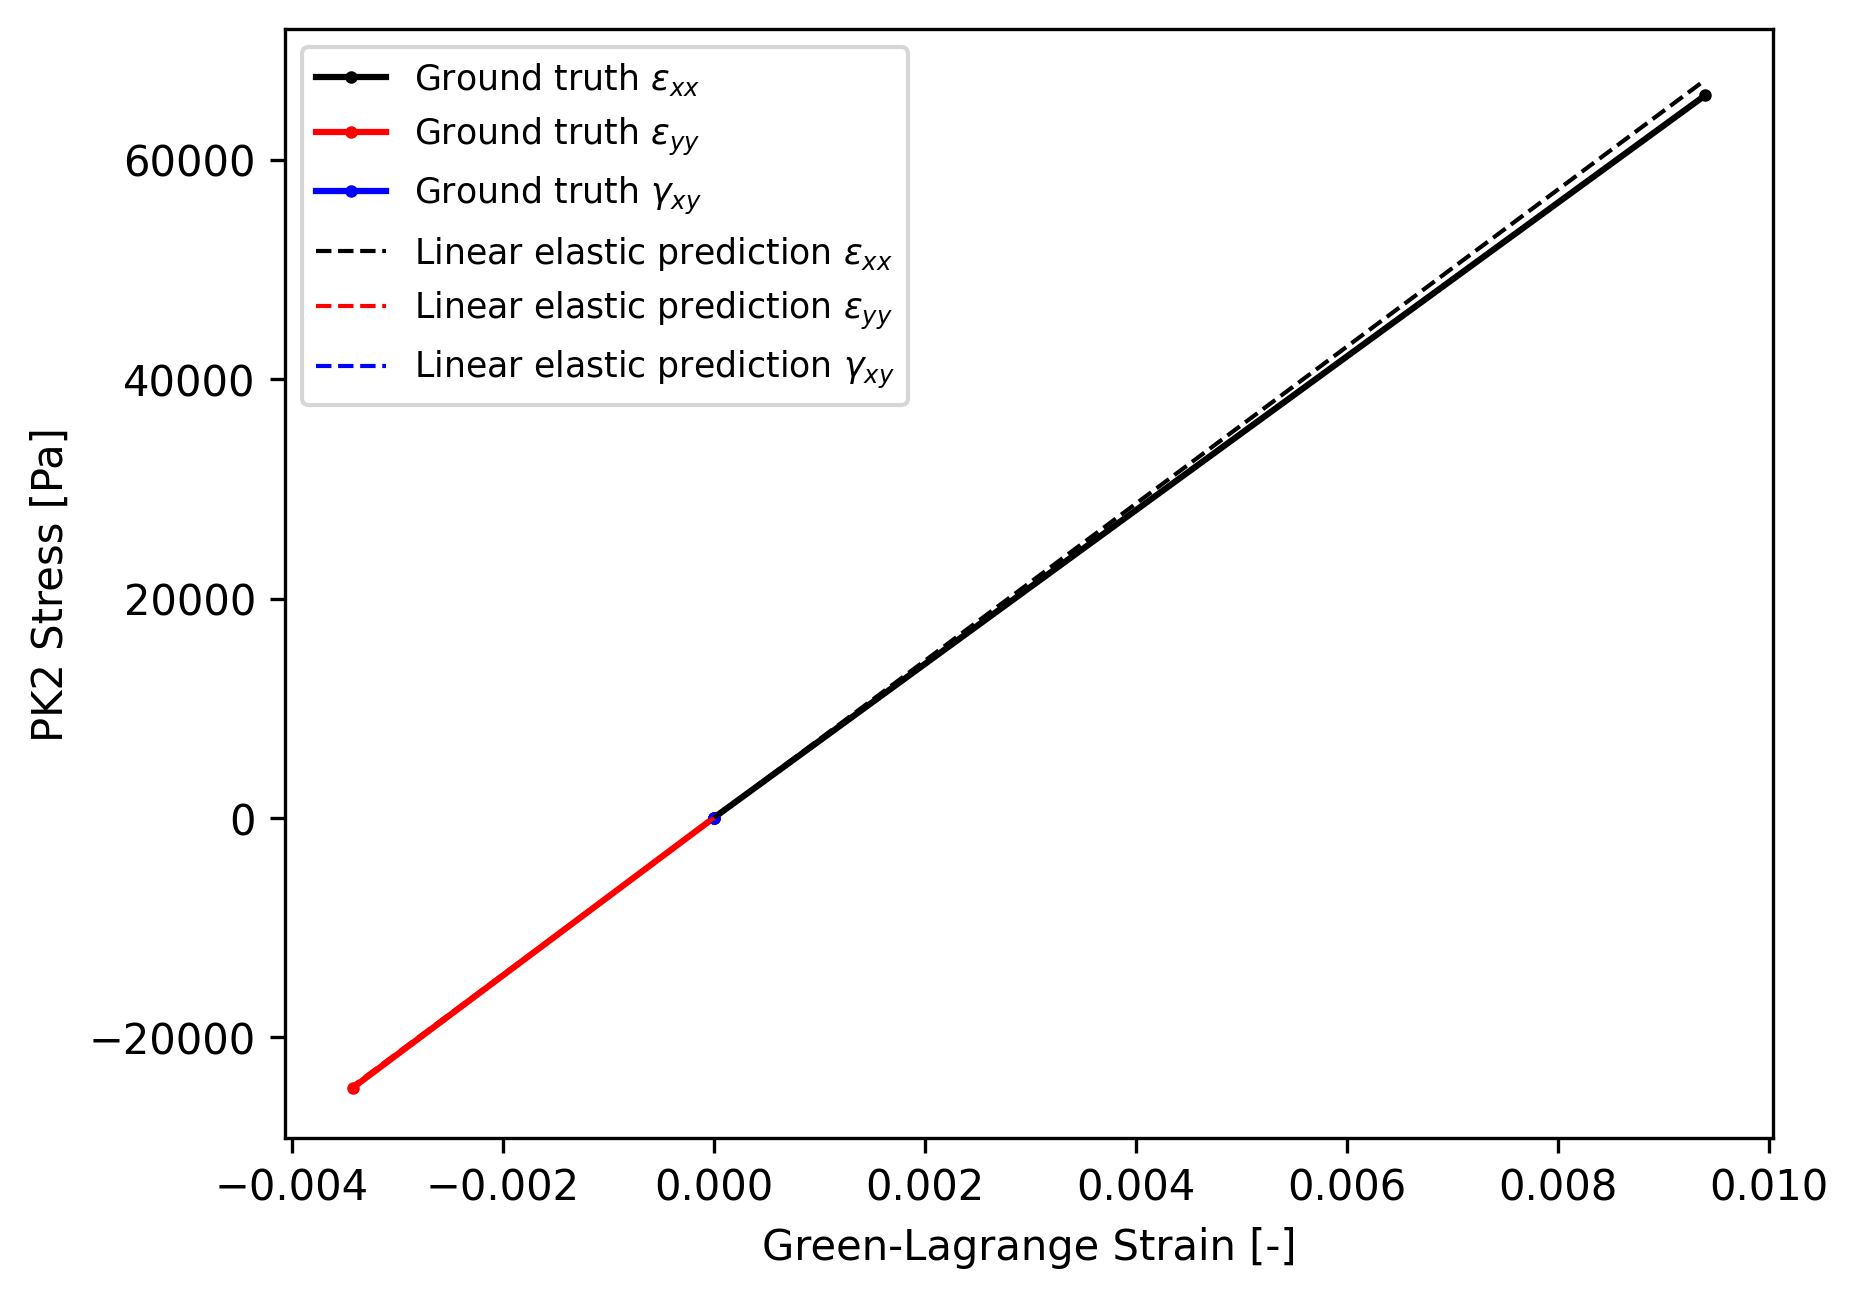 Ground truth εxx
Ground truth εyy
Ground truth γxy
Linear elastic prediction εxx
Linear elastic prediction εyy
Linear elastic prediction γxy
PK2 Stress [Pa]
60000
40000
20000
0
−20000
−0.004 −0.002 0.000 0.002 0.004 0.006 0.008 0.010
Green-Lagrange Strain [-]